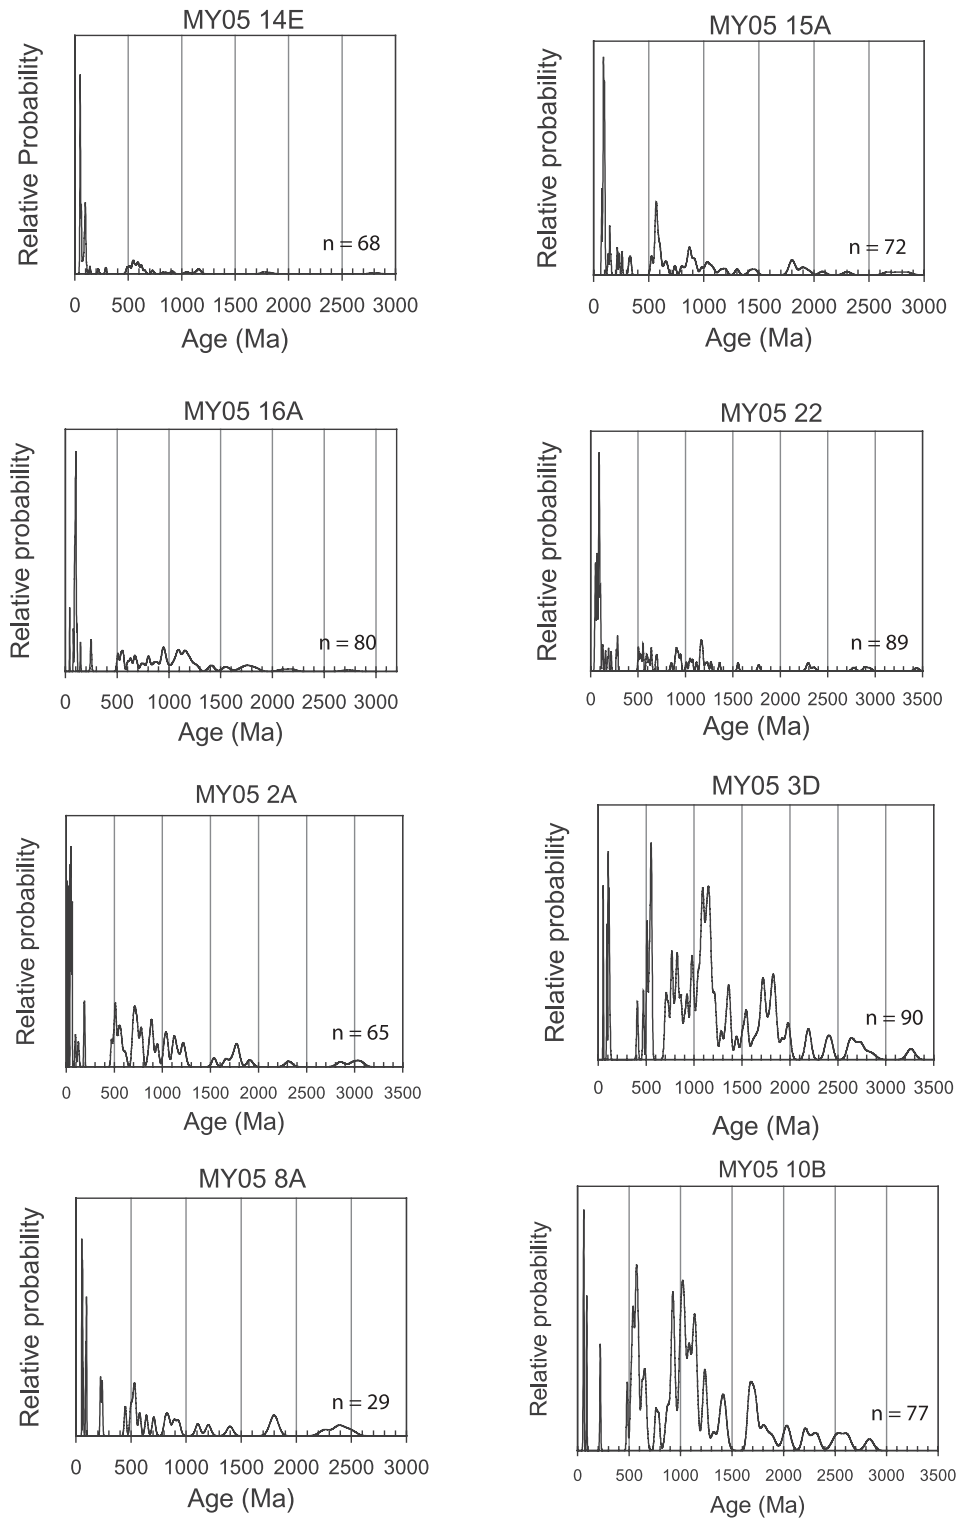 MY05 14E
Relative Probability
n = 68
0 500 1000 1500 2000 2500 3000
Age (Ma)
MY05 15A
Relative probability
n = 72
0 500 1000 1500 2000 2500 3000
Age (Ma)
MY05 16A
Relative probability
n = 80
0 500 1000 1500 2000 2500 3000
Age (Ma)
MY05 22
Relative probability
n = 89
0 500 1000 1500 2000 2500 3000 3500
Age (Ma)
MY05 2A
Relative probability
n = 65
0 500 1000 1500 2000 2500 3000 3500
Age (Ma)
MY05 3D
Relative probability
n = 90
0 500 1000 1500 2000 2500 3000 3500
Age (Ma)
MY05 8A
Relative probability
n = 29
0 500 1000 1500 2000 2500 3000
Age (Ma)
MY05 10B
Relative probability
n = 77
0 500 1000 1500 2000 2500 3000 3500
Age (Ma)